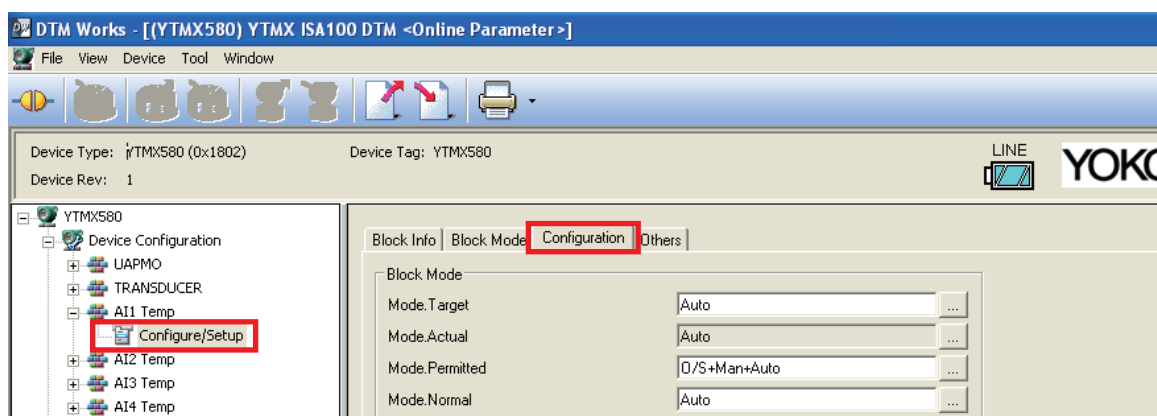 DTM Works - [(YTMX580) YTMX ISA100 DTM <Online Parameter>]
File View Device Tool Window
Device Type: YTMX580 (0x1802)
Device Tag: YTMX580
LINE
YOKO
Device Rev: 1
YTMX580
Device Configuration
UAPMO
TRANSDUCER
AI1 Temp
Configure/Setup
AI2 Temp
AI3 Temp
AI4 Temp
Block Info Block Mode Configuration Others
Block Mode
Mode.Target Auto ...
Mode.Actual Auto ...
Mode.Permitted O/S+Man+Auto ...
Mode.Normal Auto ...